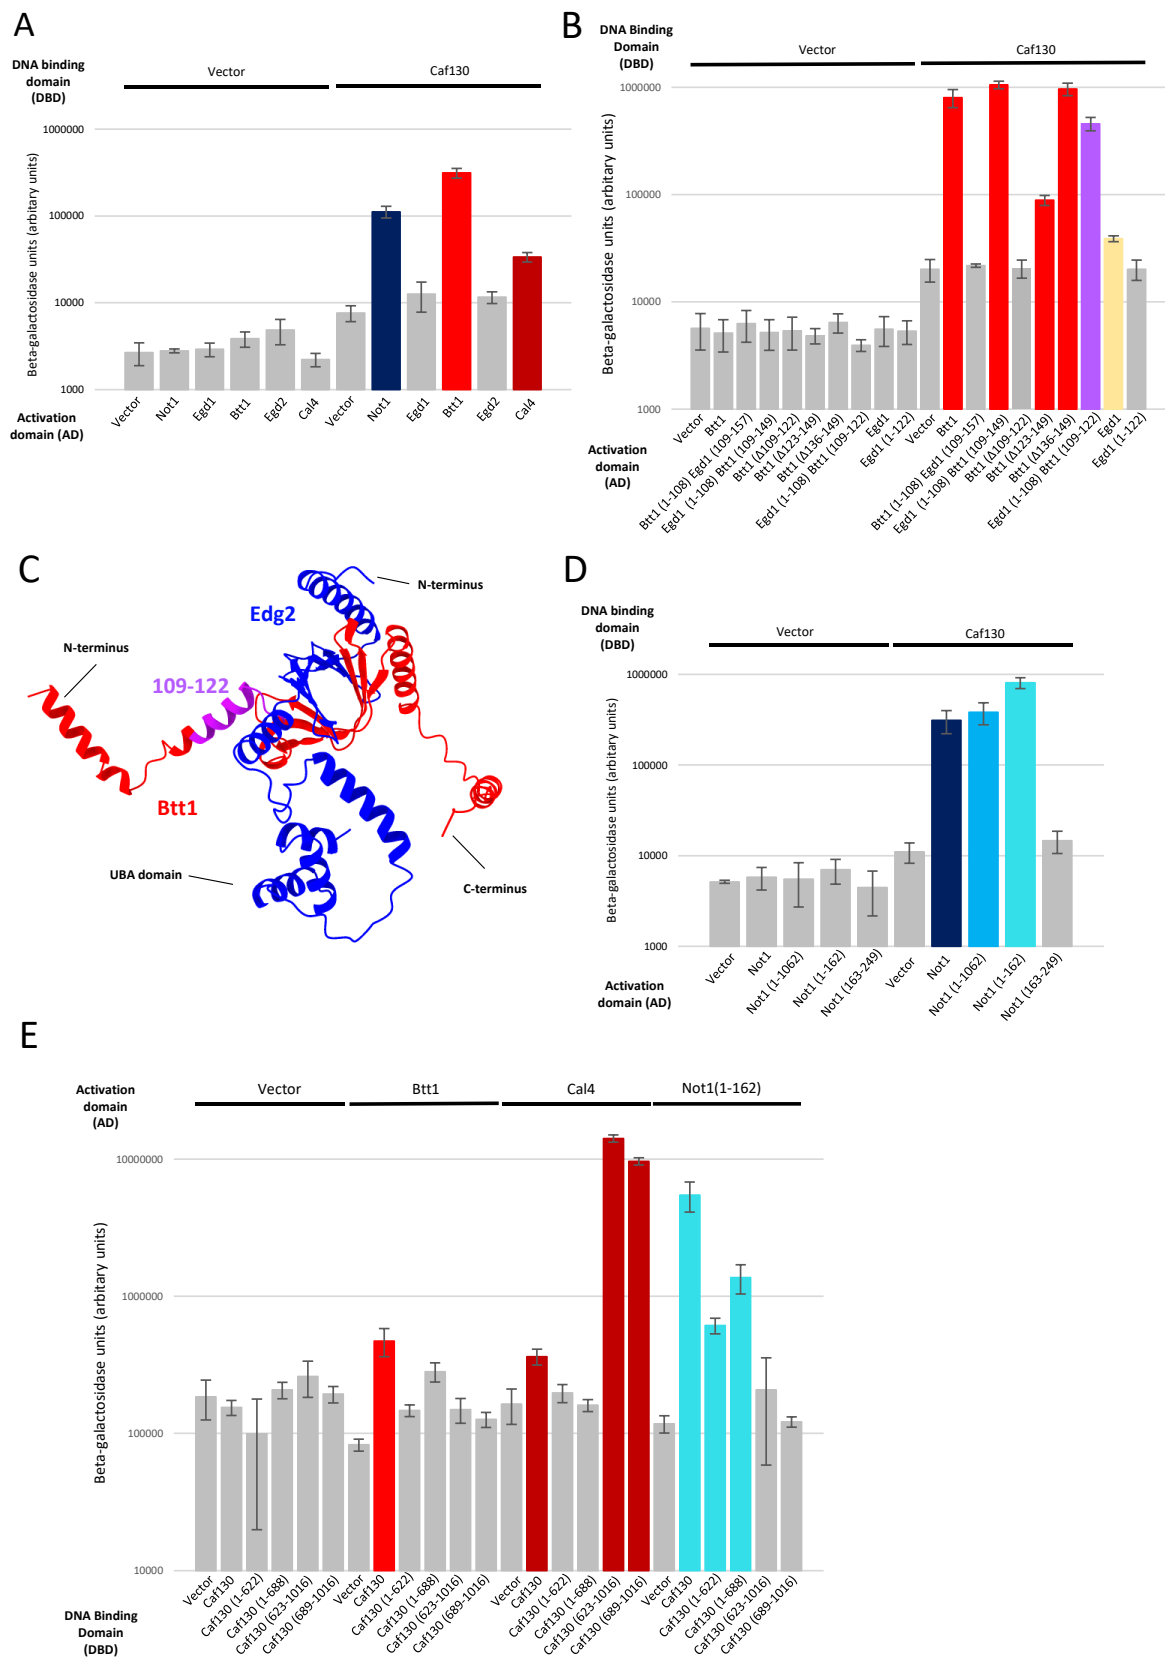 A
DNA binding
domain
(DBD)
Vector
Caf130
Beta-galactosidase units (arbitary units)
1000000
100000
10000
1000
Activation
domain (AD)
Vector
Not1
Egd1
Btt1
Egd2
Cal4
Vector
Not1
Egd1
Btt1
Egd2
Cal4
B
DNA Binding
Domain
(DBD)
Vector
Caf130
Beta-galactosidase units (arbitary units)
1000000
100000
10000
1000
Activation
domain
(AD)
Vector
Btt1
Btt1 (1-108) Egd1 (109-157)
Egd1 (1-108) Btt1 (109-149)
Btt1 (Δ109-122)
Btt1 (Δ123-149)
Btt1 (Δ136-149)
Egd1 (1-108) Btt1 (109-122)
Egd1
Egd1 (1-122)
Vector
Btt1
Btt1 (1-108) Egd1 (109-157)
Egd1 (1-108) Btt1 (109-149)
Btt1 (Δ109-122)
Btt1 (Δ123-149)
Btt1 (Δ136-149)
Egd1 (1-108) Btt1 (109-122)
Egd1
Egd1 (1-122)
C
N-terminus
Edg2
N-terminus
109-122
Btt1
UBA domain
C-terminus
D
DNA binding
domain
(DBD)
Vector
Caf130
Beta-galactosidase units (arbitary units)
1000000
100000
10000
1000
Activation
domain (AD)
Vector
Not1
Not1 (1-1062)
Not1 (1-162)
Not1 (163-249)
Vector
Not1
Not1 (1-1062)
Not1 (1-162)
Not1 (163-249)
E
Activation
domain
(AD)
Vector
Btt1
Cal4
Not1(1-162)
Beta-galactosidase units (arbitary units)
10000000
1000000
100000
10000
DNA Binding
Domain
(DBD)
Vector
Caf130
Caf130 (1-622)
Caf130 (1-688)
Caf130 (623-1016)
Caf130 (689-1016)
Vector
Caf130
Caf130 (1-622)
Caf130 (1-688)
Caf130 (623-1016)
Caf130 (689-1016)
Vector
Caf130
Caf130 (1-622)
Caf130 (1-688)
Caf130 (623-1016)
Caf130 (689-1016)
Vector
Caf130
Caf130 (1-622)
Caf130 (1-688)
Caf130 (623-1016)
Caf130 (689-1016)